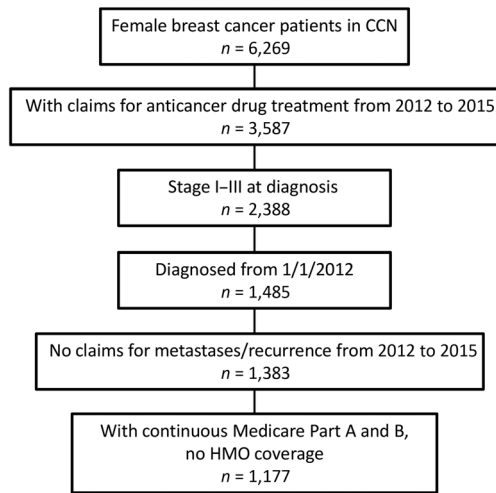 Female breast cancer patients in CCN
n = 6,269
With claims for anticancer drug treatment from 2012 to 2015
n = 3,587
Stage I–III at diagnosis
n = 2,388
Diagnosed from 1/1/2012
n = 1,485
No claims for metastases/recurrence from 2012 to 2015
n = 1,383
With continuous Medicare Part A and B,
no HMO coverage
n = 1,177